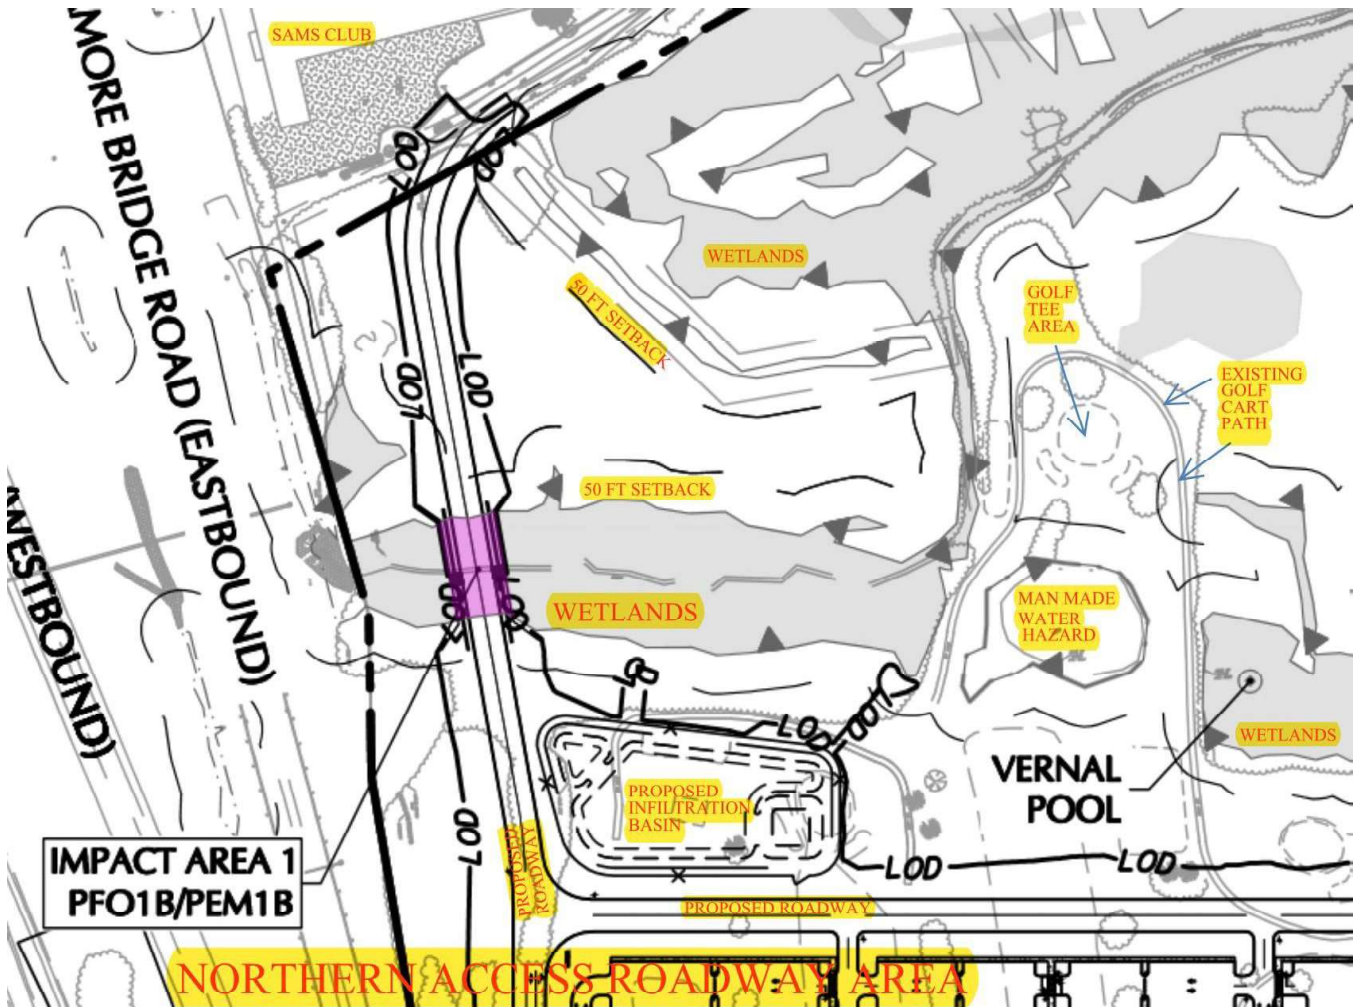 SAMS CLUB
MORE BRIDGE ROAD (EASTBOUND)
(WESTBOUND)
LOD
LOD
WETLANDS
50 FT SETBACK
GOLF
TEE
AREA
EXISTING
GOLF
CART
PATH
LOD
LOD
50 FT SETBACK
LOD
LOD
WETLANDS
MAN MADE
WATER
HAZARD
WETLANDS
LOD
LOD
VERNAL
POOL
PROPOSED
INFILTRATION
BASIN
LOD
PROPOSED
ROADWAY
IMPACT AREA 1
PFO1B/PEM1B
LOD
LOD
PROPOSED ROADWAY
NORTHERN ACCESS ROADWAY AREA